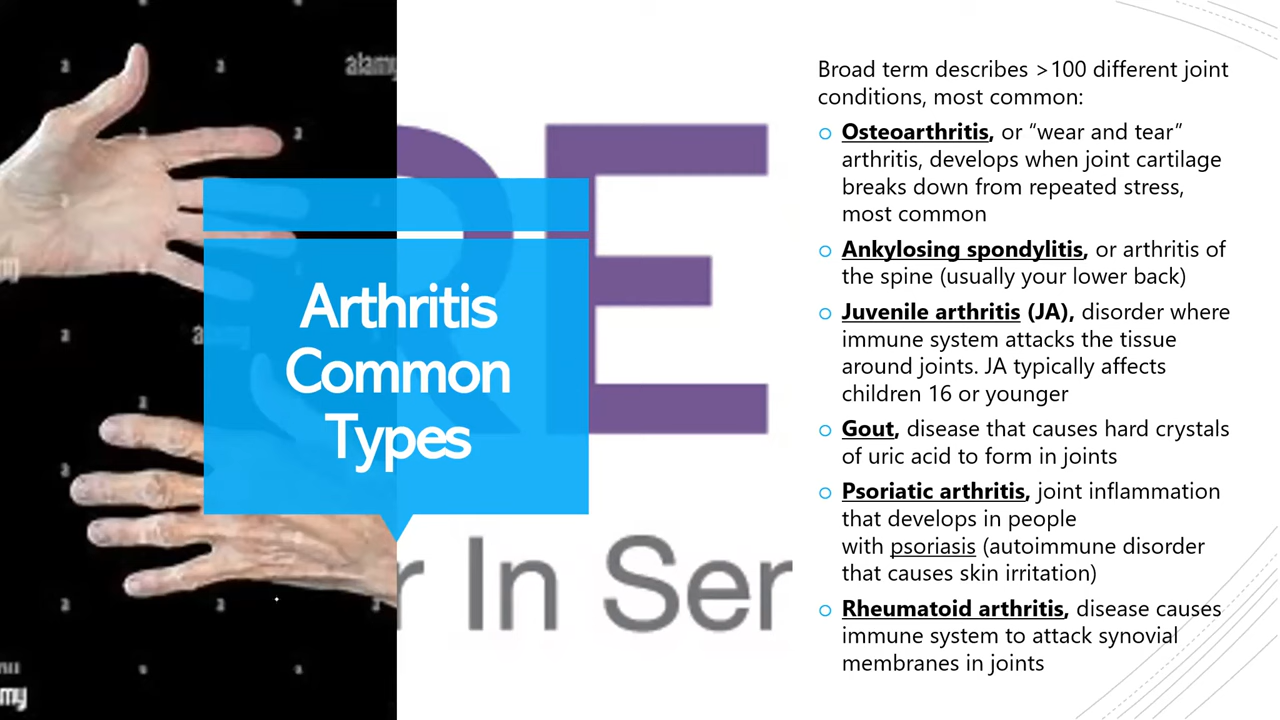 alamy
RE
Arthritis
Common
Types
r In Ser
Broad term describes >100 different joint
conditions, most common:
Osteoarthritis, or “wear and tear”
arthritis, develops when joint cartilage
breaks down from repeated stress,
most common
Ankylosing spondylitis, or arthritis of
the spine (usually your lower back)
Juvenile arthritis (JA), disorder where
immune system attacks the tissue
around joints. JA typically affects
children 16 or younger
Gout, disease that causes hard crystals
of uric acid to form in joints
Psoriatic arthritis, joint inflammation
that develops in people
with psoriasis (autoimmune disorder
that causes skin irritation)
Rheumatoid arthritis, disease causes
immune system to attack synovial
membranes in joints